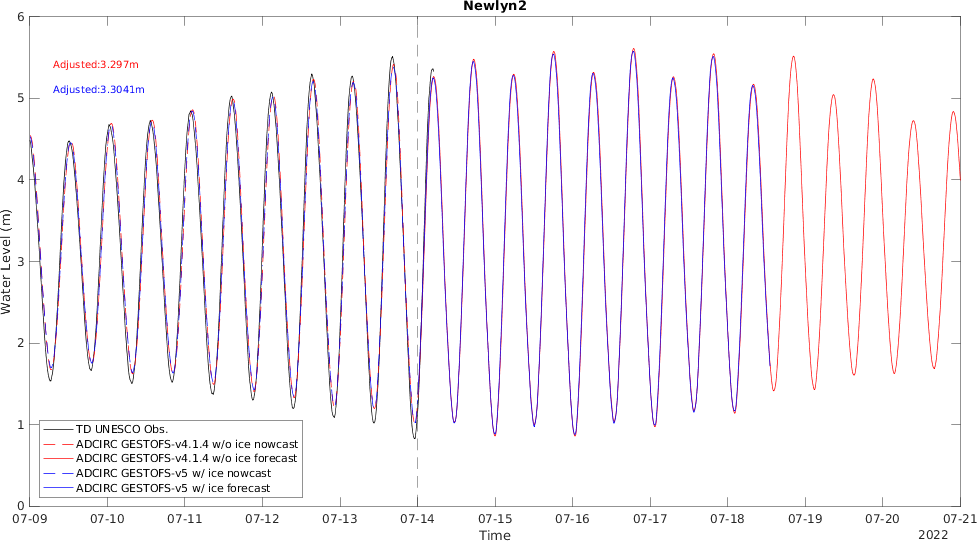 Newlyn2
6
Adjusted:3.297m
Adjusted:3.3041m
5
4
3
2
1
0
Water Level (m)
TD UNESCO Obs.
ADCIRC GESTOFS-v4.1.4 w/o ice nowcast
ADCIRC GESTOFS-v4.1.4 w/o ice forecast
ADCIRC GESTOFS-v5 w/ ice nowcast
ADCIRC GESTOFS-v5 w/ ice forecast
07-09 07-10 07-11 07-12 07-13 07-14 07-15 07-16 07-17 07-18 07-19 07-20 07-21
Time
2022